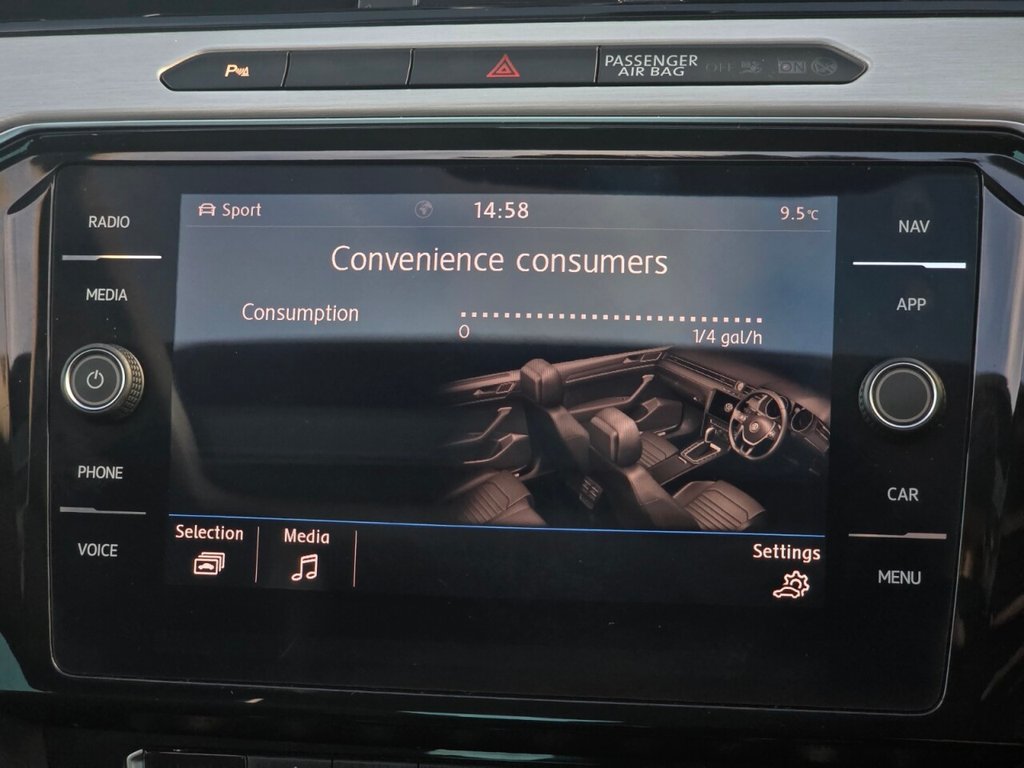 P
PASSENGER
AIR BAG OFF ON
RADIO
MEDIA
PHONE
VOICE
Sport 14:58 9.5°C
Convenience consumers
Consumption
0 1/4 gal/h
Selection Media Settings
NAV
APP
CAR
MENU